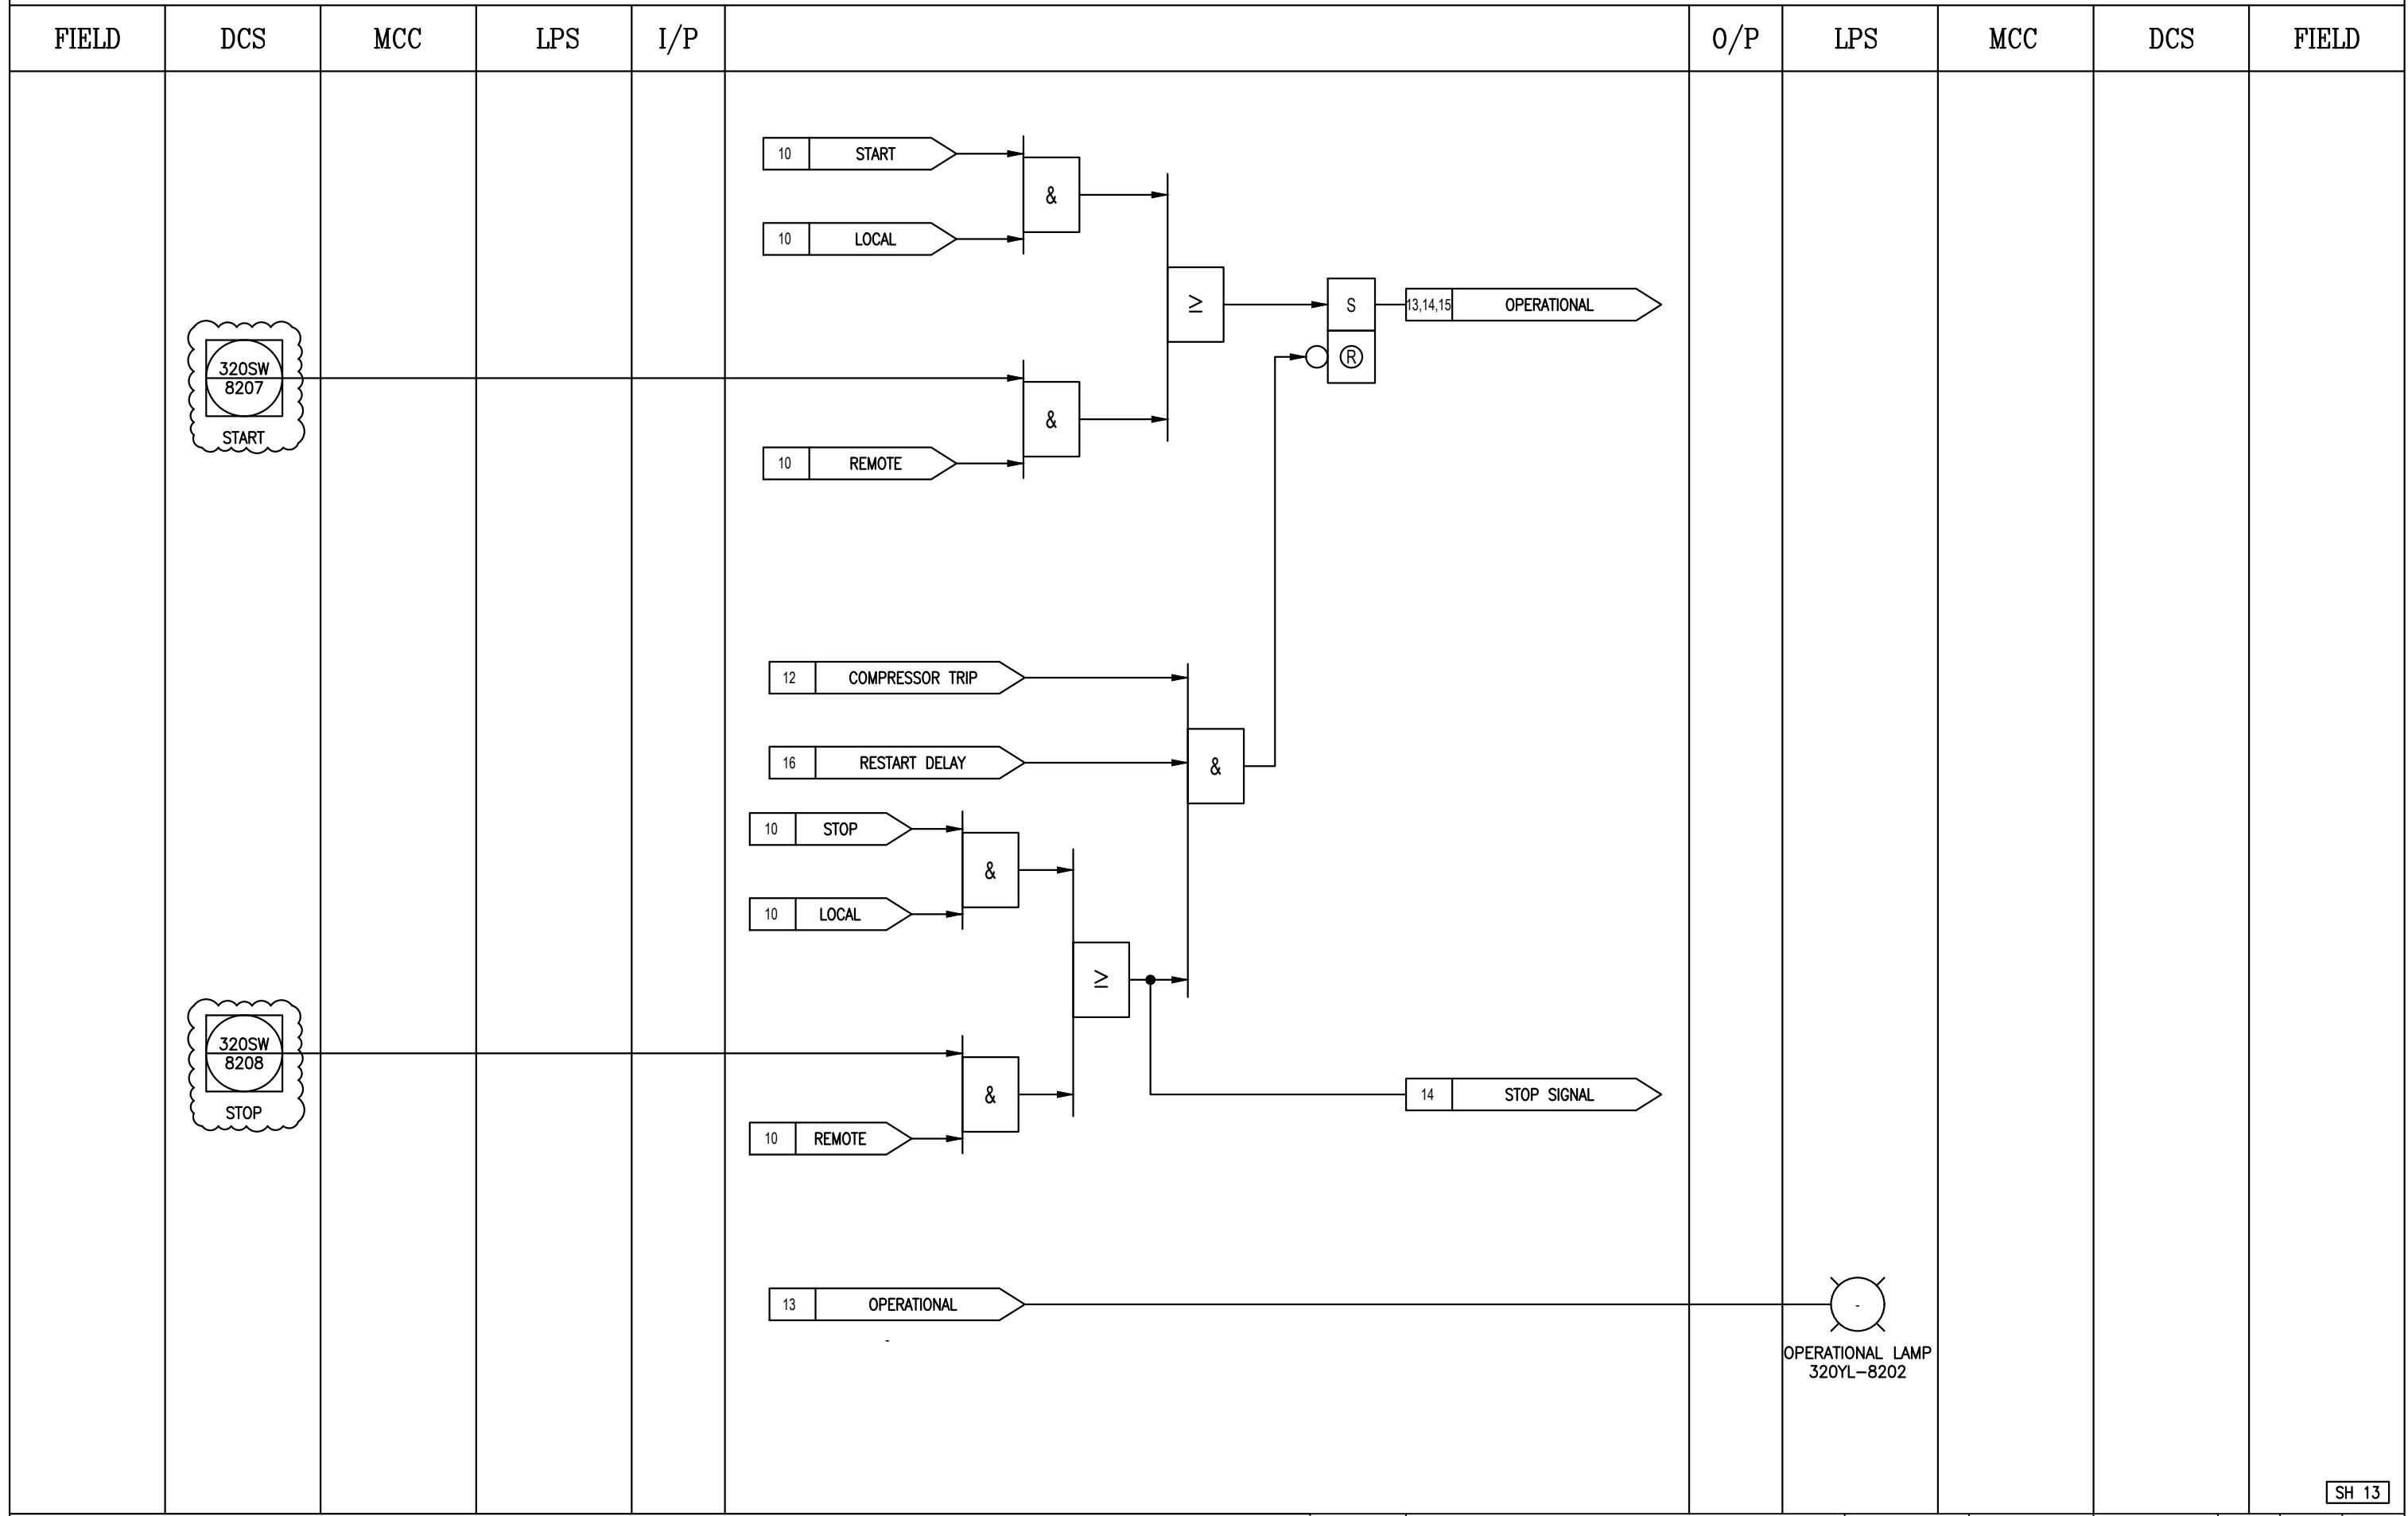 FIELD DCS MCC LPS I/P O/P LPS MCC DCS FIELD
10 START
&
10 LOCAL
≥
S 13,14,15 OPERATIONAL
®
320SW
8207
START
&
10 REMOTE
12 COMPRESSOR TRIP
16 RESTART DELAY
&
10 STOP
&
10 LOCAL
≥
320SW
8208
STOP
&
14 STOP SIGNAL
10 REMOTE
13 OPERATIONAL
-
-
OPERATIONAL LAMP
320YL-8202
SH 13